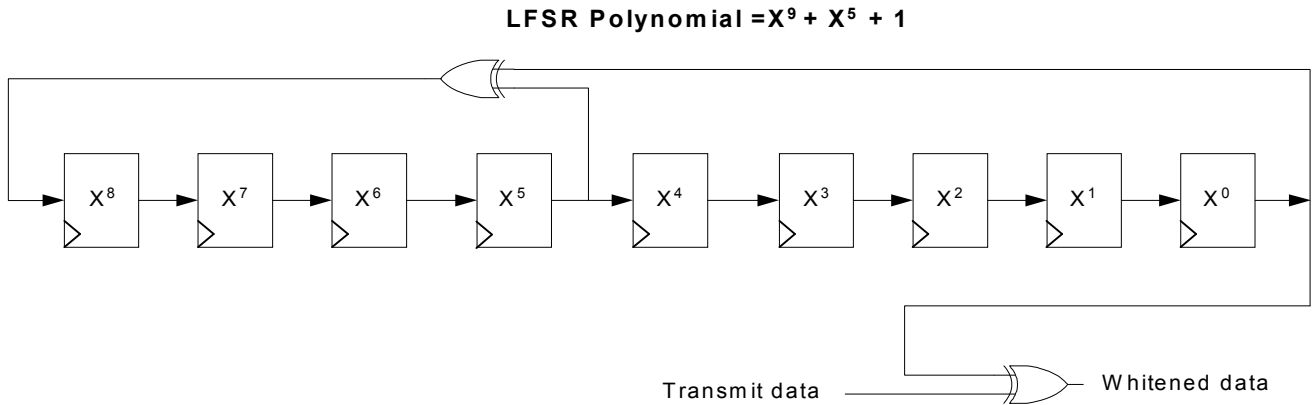 LFSR Polynomial =X⁹ + X⁵ + 1
X⁸ X⁷ X⁶ X⁵ X⁴ X³ X² X¹ X⁰
Transmit data
Whitened data